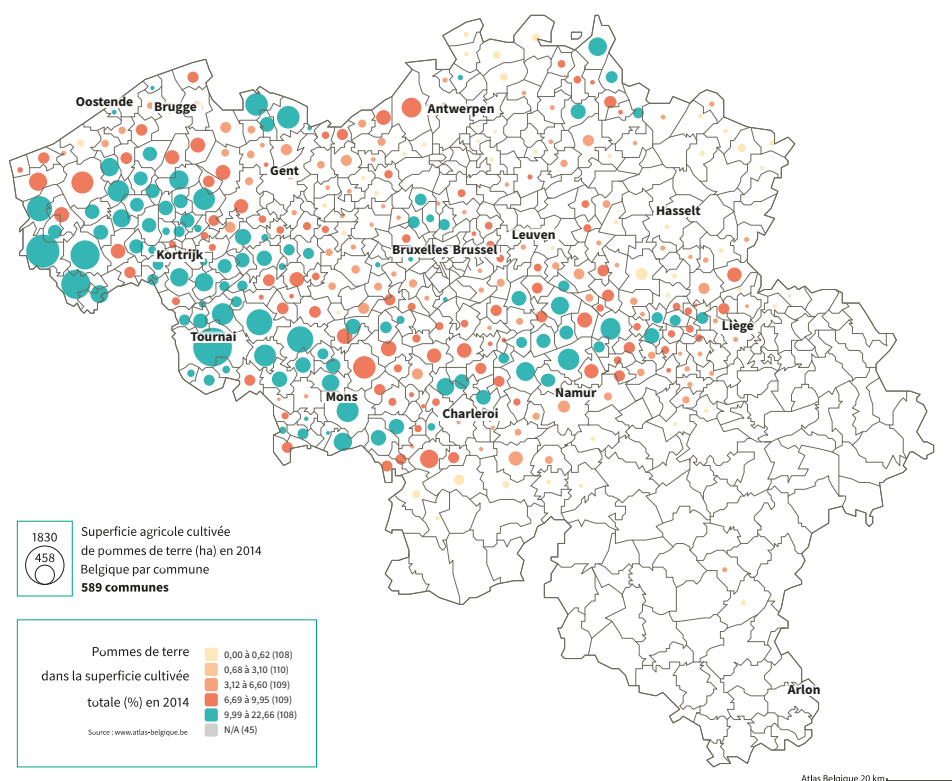 Oostende
Brugge
Antwerpen
Gent
Hasselt
Leuven
Bruxelles Brussel
Kortrijk
Liège
Tournai
Mons
Namur
Charleroi
1830
458
Superficie agricole cultivée
de pommes de terre (ha) en 2014
Belgique par commune
589 communes
Pommes de terre
dans la superficie cultivée
totale (%) en 2014
Source : www.atlas-belgique.be
0,00 à 0,62 (108)
0,68 à 3,10 (110)
3,12 à 6,60 (109)
6,69 à 9,95 (109)
9,99 à 22,66 (108)
N/A (45)
Arlon
Atlas Belgique 20 km